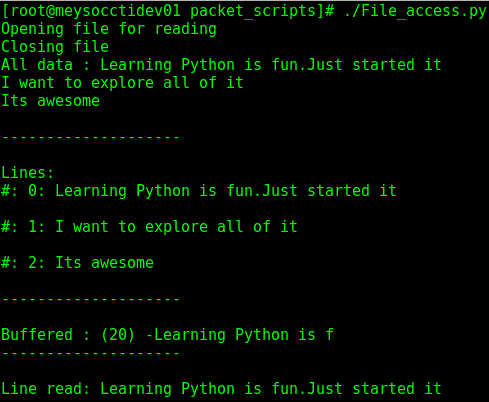 [root@meysocctidev01 packet_scripts]# ./File_access.py
Opening file for reading
Closing file
All data : Learning Python is fun.Just started it
I want to explore all of it
Its awesome
--------------------
Lines:
#: 0: Learning Python is fun.Just started it
#: 1: I want to explore all of it
#: 2: Its awesome
--------------------
Buffered : (20) -Learning Python is f
--------------------
Line read: Learning Python is fun.Just started it